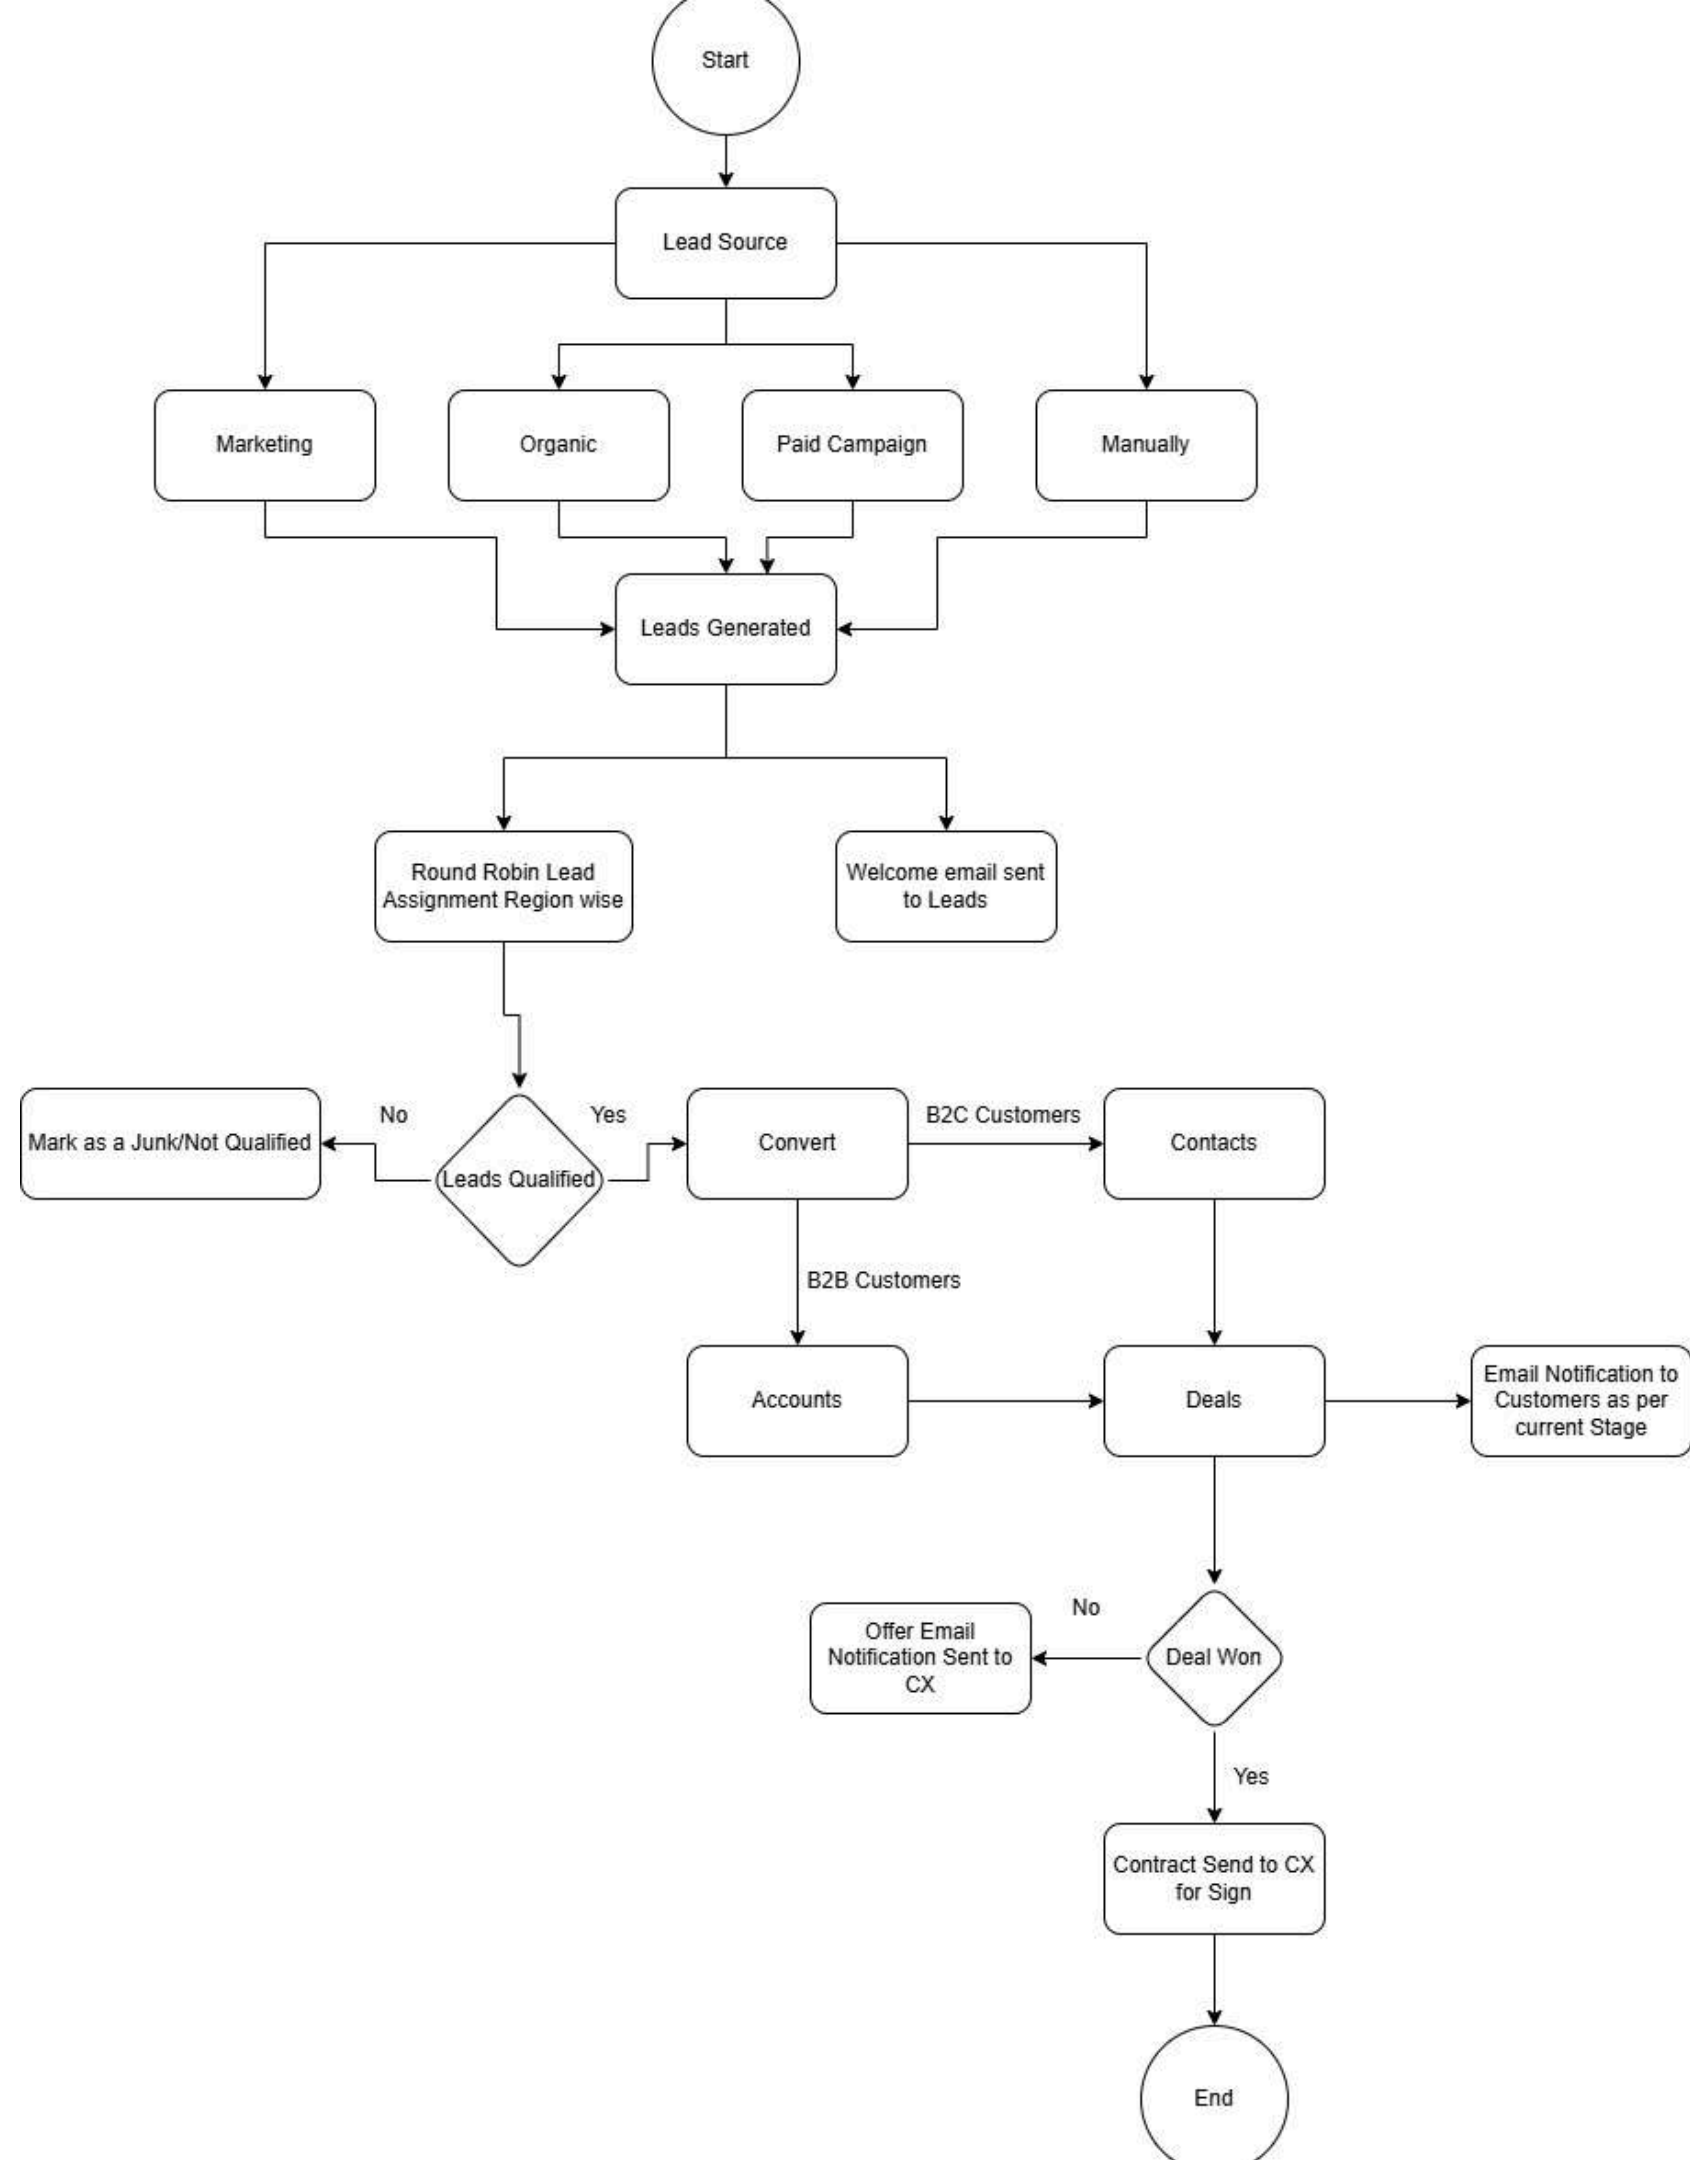 Start
Lead Source
Marketing
Organic
Paid Campaign
Manually
Leads Generated
Round Robin Lead
Assignment Region wise
Welcome email sent
to Leads
No
Yes
B2C Customers
Mark as a Junk/Not Qualified
Leads Qualified
Convert
Contacts
B2B Customers
Accounts
Deals
Email Notification to
Customers as per
current Stage
No
Offer Email
Notification Sent to
CX
Deal Won
Yes
Contract Send to CX
for Sign
End